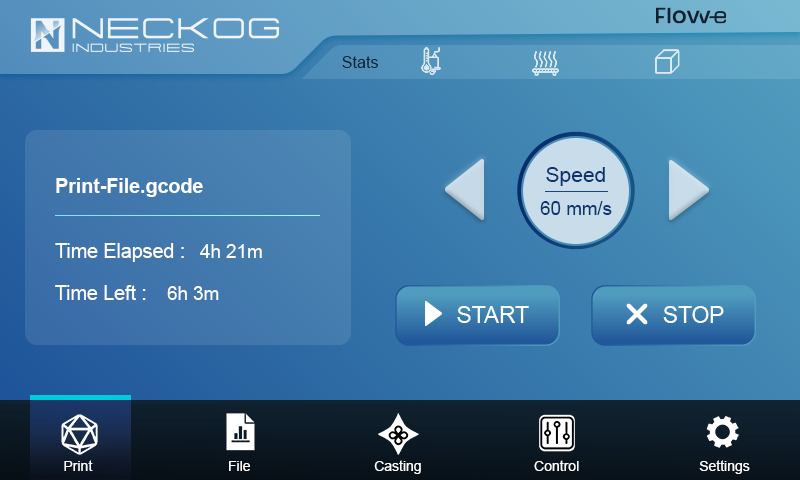 NECKOG
INDUSTRIES
Flowe
Stats
Print-File.gcode
Time Elapsed : 4h 21m
Time Left : 6h 3m
Speed
60 mm/s
START
STOP
Print
File
Casting
Control
Settings